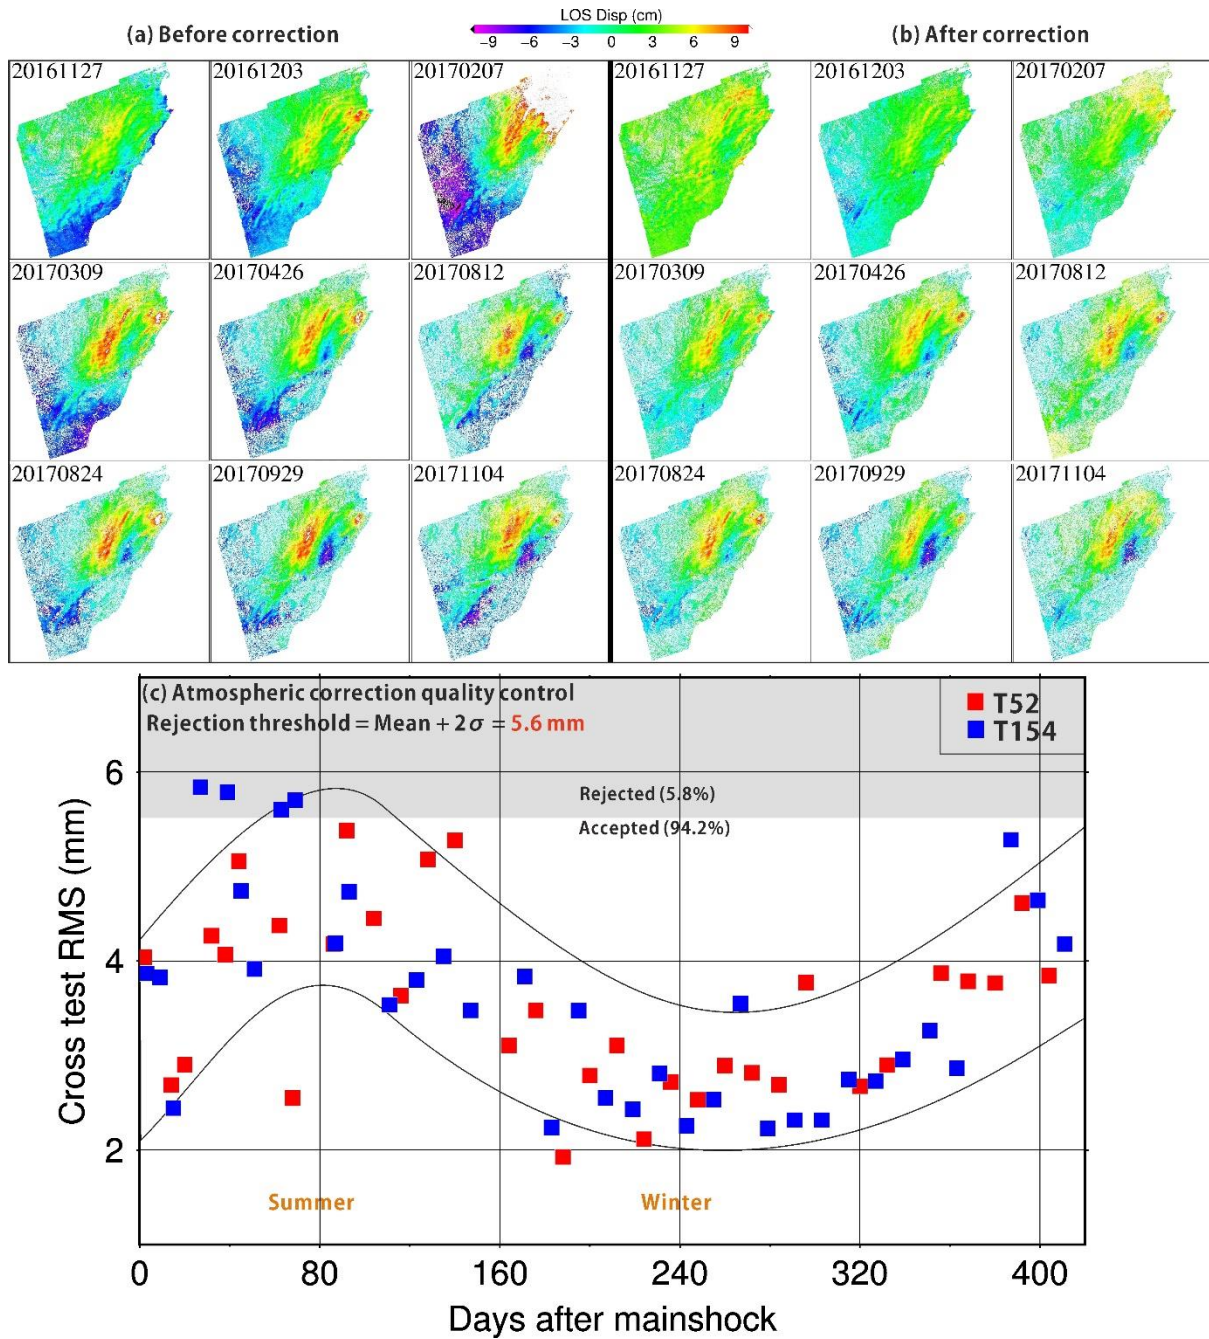 LOS Disp (cm)
(a) Before correction
−9 −6 −3 0 3 6 9
(b) After correction
20161127 20161203 20170207 20161127 20161203 20170207
20170309 20170426 20170812 20170309 20170426 20170812
20170824 20170929 20171104 20170824 20170929 20171104
(c) Atmospheric correction quality control
Rejection threshold = Mean + 2σ = 5.6 mm
T52
T154
Rejected (5.8%)
Accepted (94.2%)
6
4
2
Cross test RMS (mm)
Summer
Winter
0 80 160 240 320 400
Days after mainshock